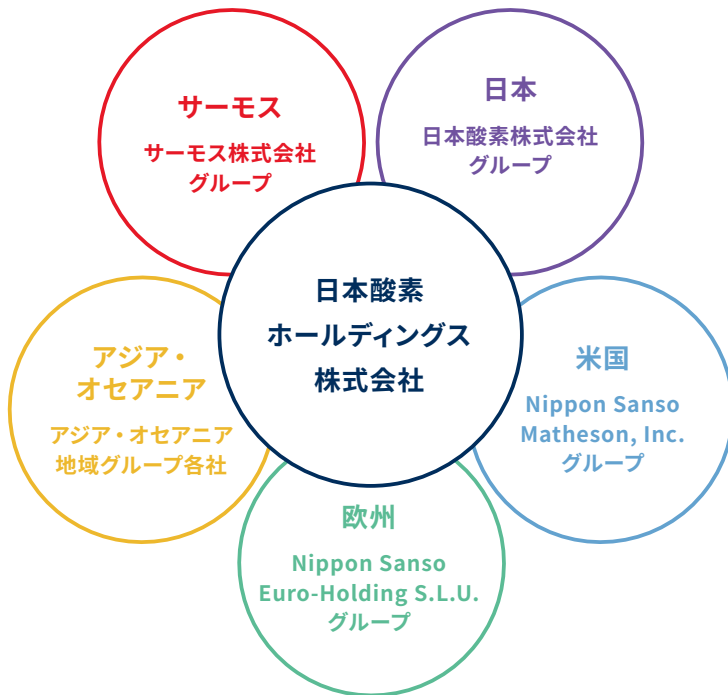 サーモス
サーモス株式会社
グループ
日本
日本酸素株式会社
グループ
日本酸素
ホールディングス
株式会社
アジア・
オセアニア
アジア・オセアニア
地域グループ各社
米国
Nippon Sanso
Matheson, Inc.
グループ
欧州
Nippon Sanso
Euro-Holding S.L.U.
グループ